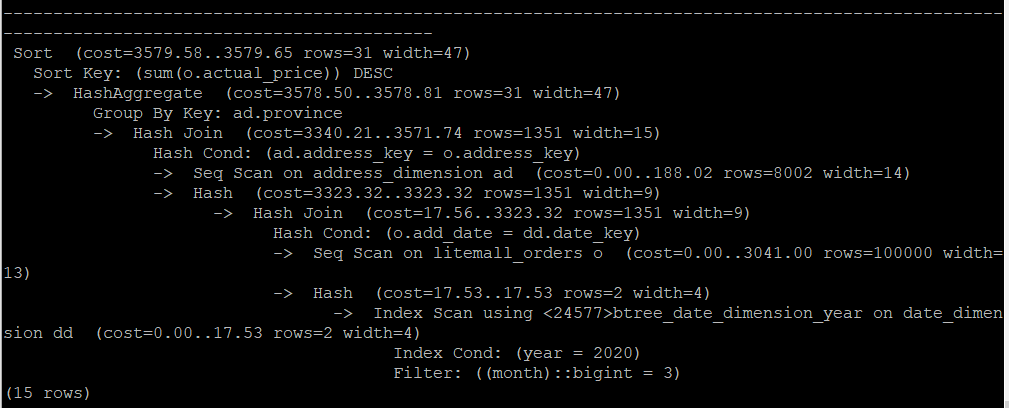 ----------------------------------------------------------------------------------------------------
-------------------------------------------
 Sort  (cost=3579.58..3579.65 rows=31 width=47)
   Sort Key: (sum(o.actual_price)) DESC
   ->  HashAggregate  (cost=3578.50..3578.81 rows=31 width=47)
         Group By Key: ad.province
         ->  Hash Join  (cost=3340.21..3571.74 rows=1351 width=15)
               Hash Cond: (ad.address_key = o.address_key)
               ->  Seq Scan on address_dimension ad  (cost=0.00..188.02 rows=8002 width=14)
               ->  Hash  (cost=3323.32..3323.32 rows=1351 width=9)
                     ->  Hash Join  (cost=17.56..3323.32 rows=1351 width=9)
                           Hash Cond: (o.add_date = dd.date_key)
                           ->  Seq Scan on litemall_orders o  (cost=0.00..3041.00 rows=100000 width=
13)
                           ->  Hash  (cost=17.53..17.53 rows=2 width=4)
                                 ->  Index Scan using <24577>btree_date_dimension_year on date_dimen
sion dd  (cost=0.00..17.53 rows=2 width=4)
                                       Index Cond: (year = 2020)
                                       Filter: ((month)::bigint = 3)
(15 rows)